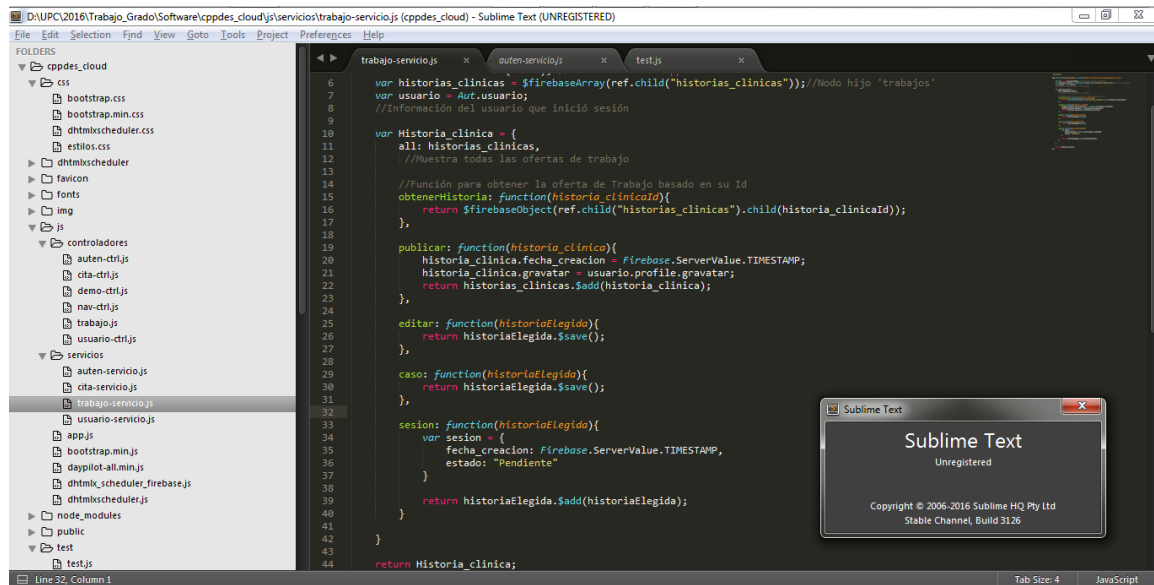 D:\UPC\2016\Trabajo_Grado\Software\cppdes_cloud\js\servicios\trabajo-servicio.js (cppdes_cloud) - Sublime Text (UNREGISTERED)
File Edit Selection Find View Goto Tools Project Preferences Help
FOLDERS
cppdes_cloud
css
bootstrap.css
bootstrap.min.css
dhtmlxscheduler.css
estilos.css
dhtmlxscheduler
favicon
fonts
img
js
controladores
auten-ctrl.js
cita-ctrl.js
demo-ctrl.js
nav-ctrl.js
trabajo.js
usuario-ctrl.js
servicios
auten-servicio.js
cita-servicio.js
trabajo-servicio.js
usuario-servicio.js
app.js
bootstrap.min.js
daypilot-all.min.js
dhtmlx_scheduler_firebase.js
dhtmlxscheduler.js
node_modules
public
test
test.js
trabajo-servicio.js × auten-servicio.js × test.js ×
6 var historias_clinicas = $firebaseArray(ref.child("historias_clinicas"));//Nodo hijo 'trabajos'
7 var usuario = Aut.usuario;
8 //Información del usuario que inició sesión
9
10 var Historia_clinica = {
11 all: historias_clinicas,
12 //Muestra todas las ofertas de trabajo
13
14 //Función para obtener la oferta de Trabajo basado en su Id
15 obtenerHistoria: function(historia_clinicaId){
16 return $firebaseObject(ref.child("historias_clinicas").child(historia_clinicaId));
17 },
18
19 publicar: function(historia_clinica){
20 historia_clinica.fecha_creacion = Firebase.ServerValue.TIMESTAMP;
21 historia_clinica.gravatar = usuario.profile.gravatar;
22 return historias_clinicas.$add(historia_clinica);
23 },
24
25 editar: function(historiaElegida){
26 return historiaElegida.$save();
27 },
28
29 caso: function(historiaElegida){
30 return historiaElegida.$save();
31 },
32
33 sesion: function(historiaElegida){
34 var sesion = {
35 fecha_creacion: Firebase.ServerValue.TIMESTAMP,
36 estado: "Pendiente"
37 }
38
39 return historiaElegida.$add(historiaElegida);
40 }
41
42 }
43
44 return Historia_clinica;
Sublime Text
Sublime Text
Unregistered
Copyright © 2006-2016 Sublime HQ Pty Ltd
Stable Channel, Build 3126
Line 32, Column 1 Tab Size: 4 JavaScript